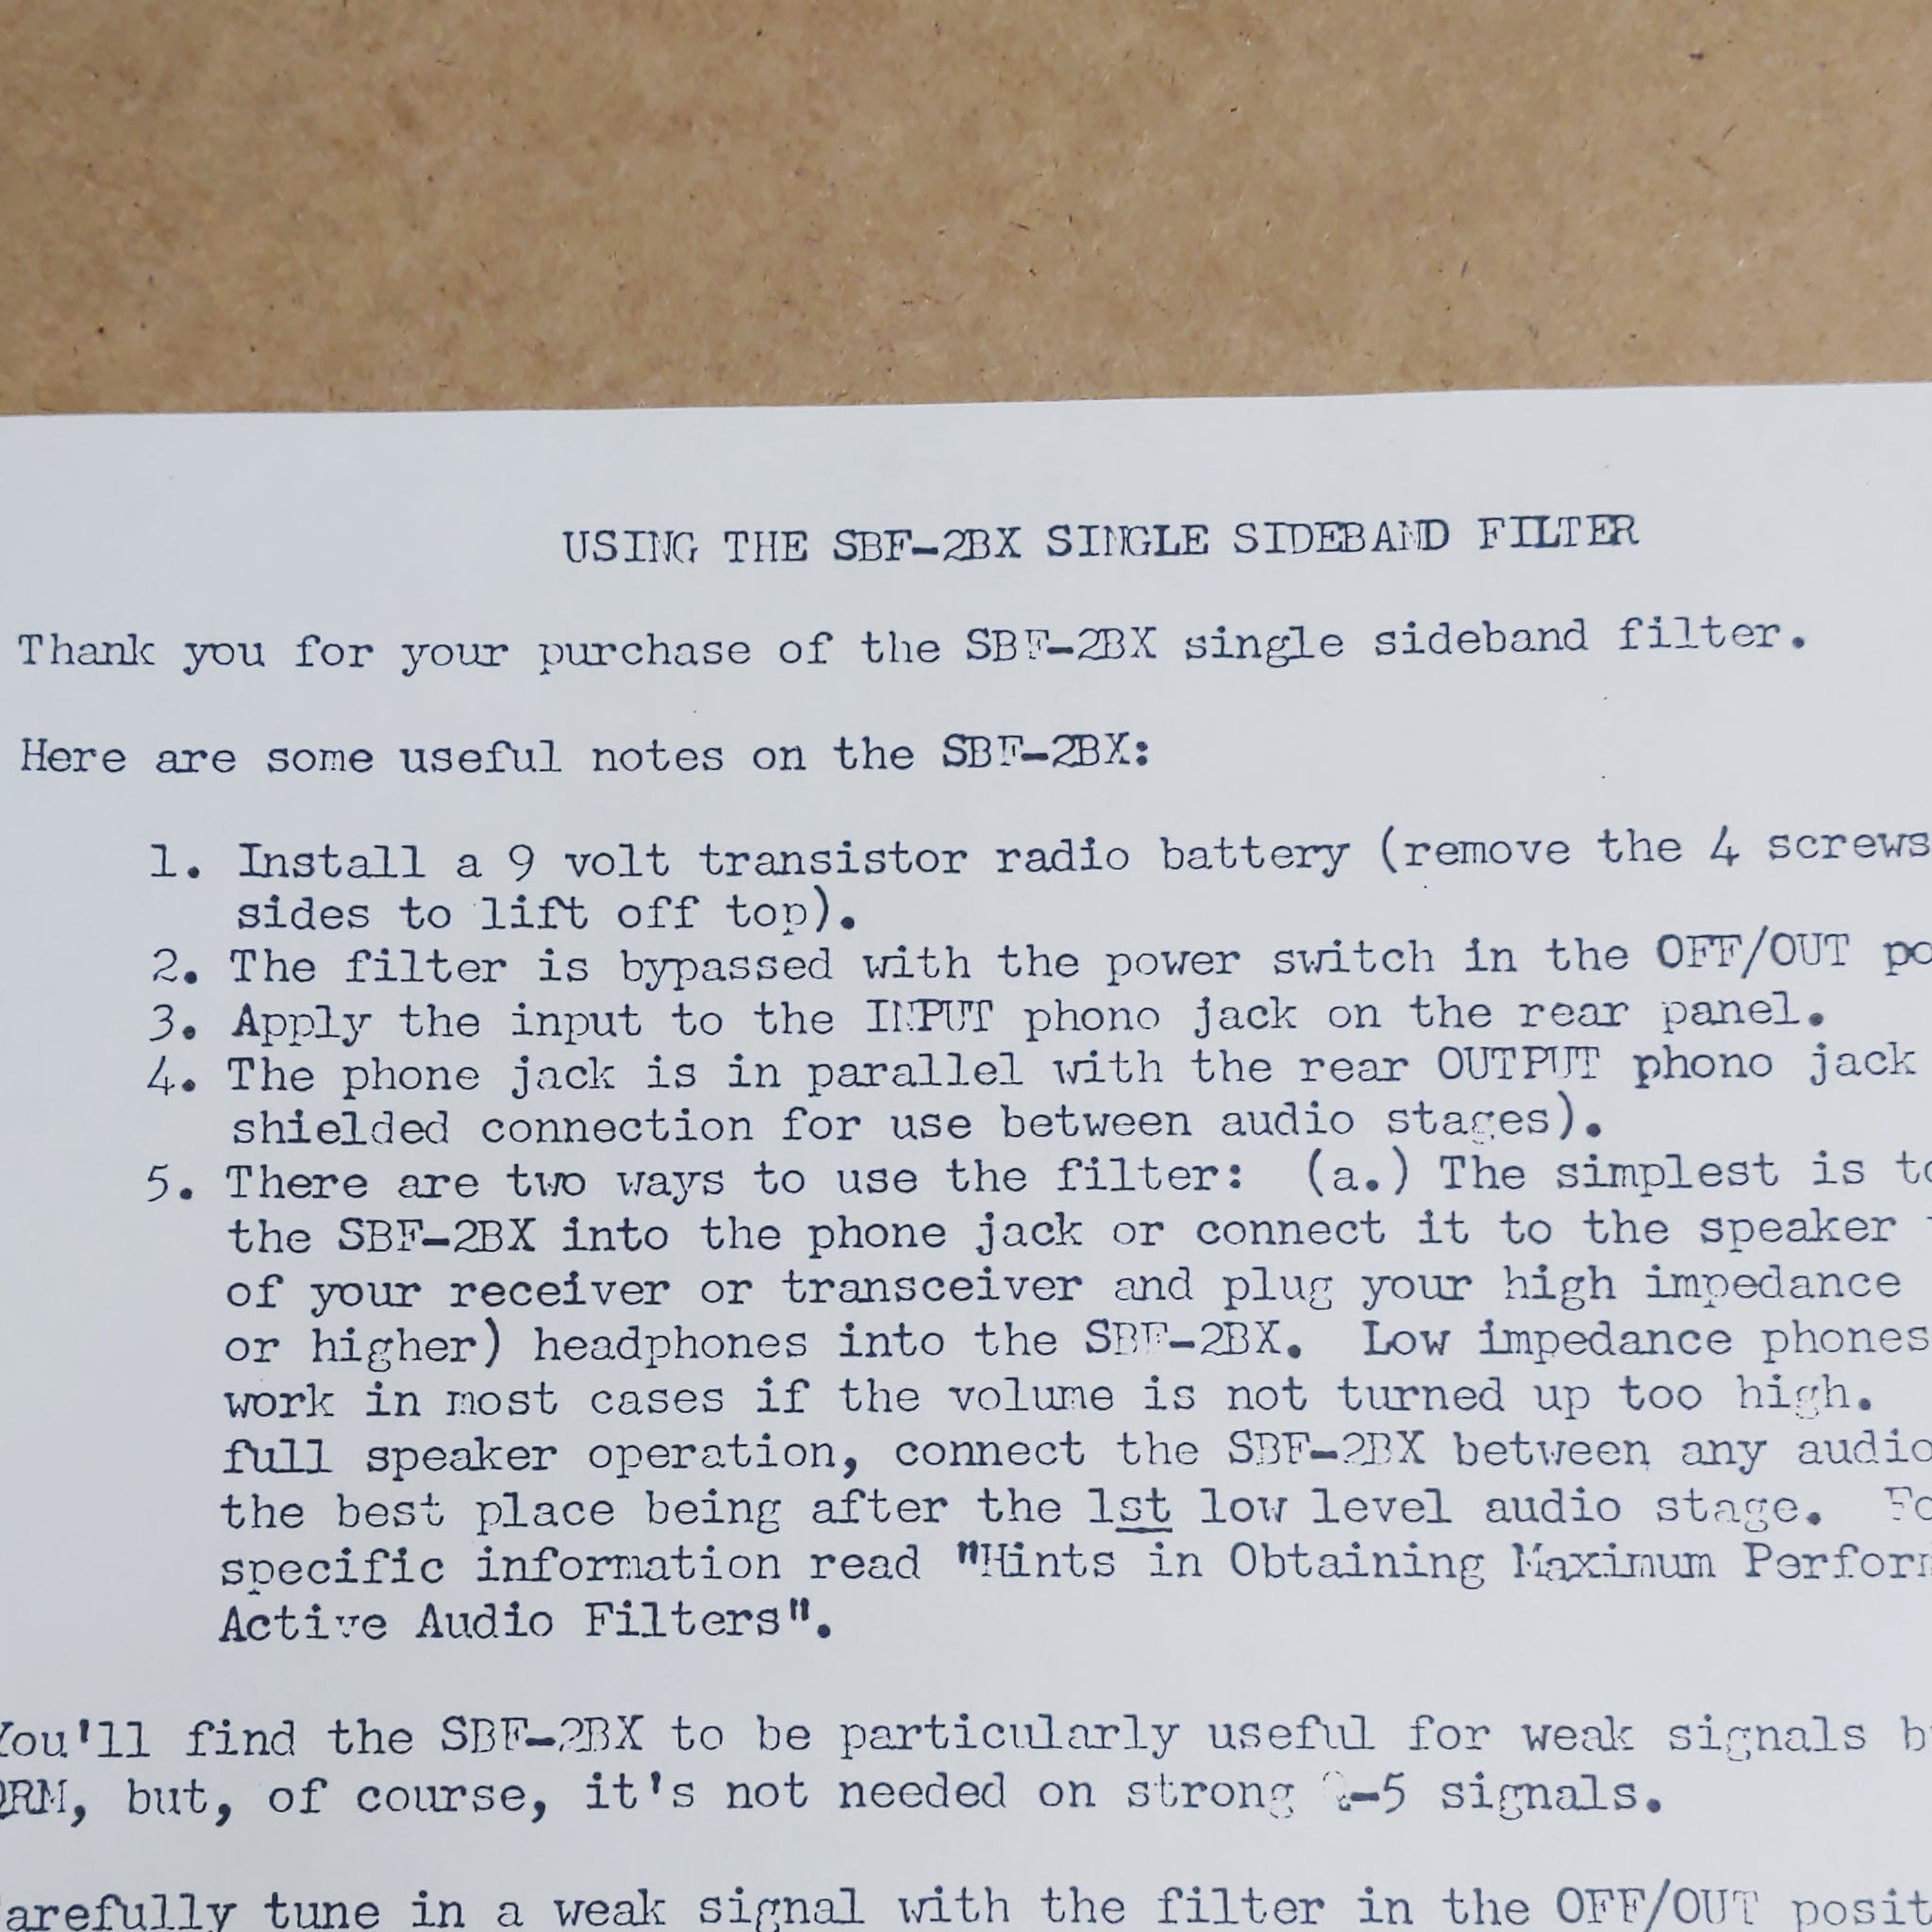 USING THE SBF-2BX SINGLE SIDEBAND FILTER
Thank you for your purchase of the SBF-2BX single sideband filter.
Here are some useful notes on the SBF-2BX:
1. Install a 9 volt transistor radio battery (remove the 4 screws
sides to lift off top).
2. The filter is bypassed with the power switch in the OFF/OUT po
3. Apply the input to the INPUT phono jack on the rear panel.
4. The phone jack is in parallel with the rear OUTPUT phono jack
shielded connection for use between audio stages).
5. There are two ways to use the filter: (a.) The simplest is to
the SBF-2BX into the phone jack or connect it to the speaker
of your receiver or transceiver and plug your high impedance
or higher) headphones into the SBF-2BX. Low impedance phones
work in most cases if the volume is not turned up too high.
full speaker operation, connect the SBF-2BX between any audio
the best place being after the 1st low level audio stage. Fo
specific information read "Hints in Obtaining Maximum Perform
Active Audio Filters".
You'll find the SBF-2BX to be particularly useful for weak signals b
QRM, but, of course, it's not needed on strong Q-5 signals.
arefully tune in a weak signal with the filter in the OFF/OUT posit